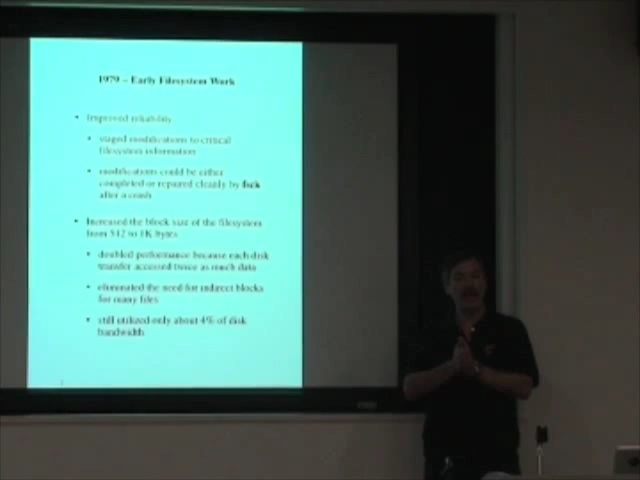 1979 – Early Filesystem Work
• Improved reliability
• staged modifications to critical
filesystem information
• modifications could be either
completed or repaired cleanly by fsck
after a crash
• Increased the block size of the filesystem
from 512 to 1K bytes
• doubled performance because each disk
transfer accessed twice as much data
• eliminated the need for indirect blocks
for many files
• still utilized only about 4% of disk
bandwidth